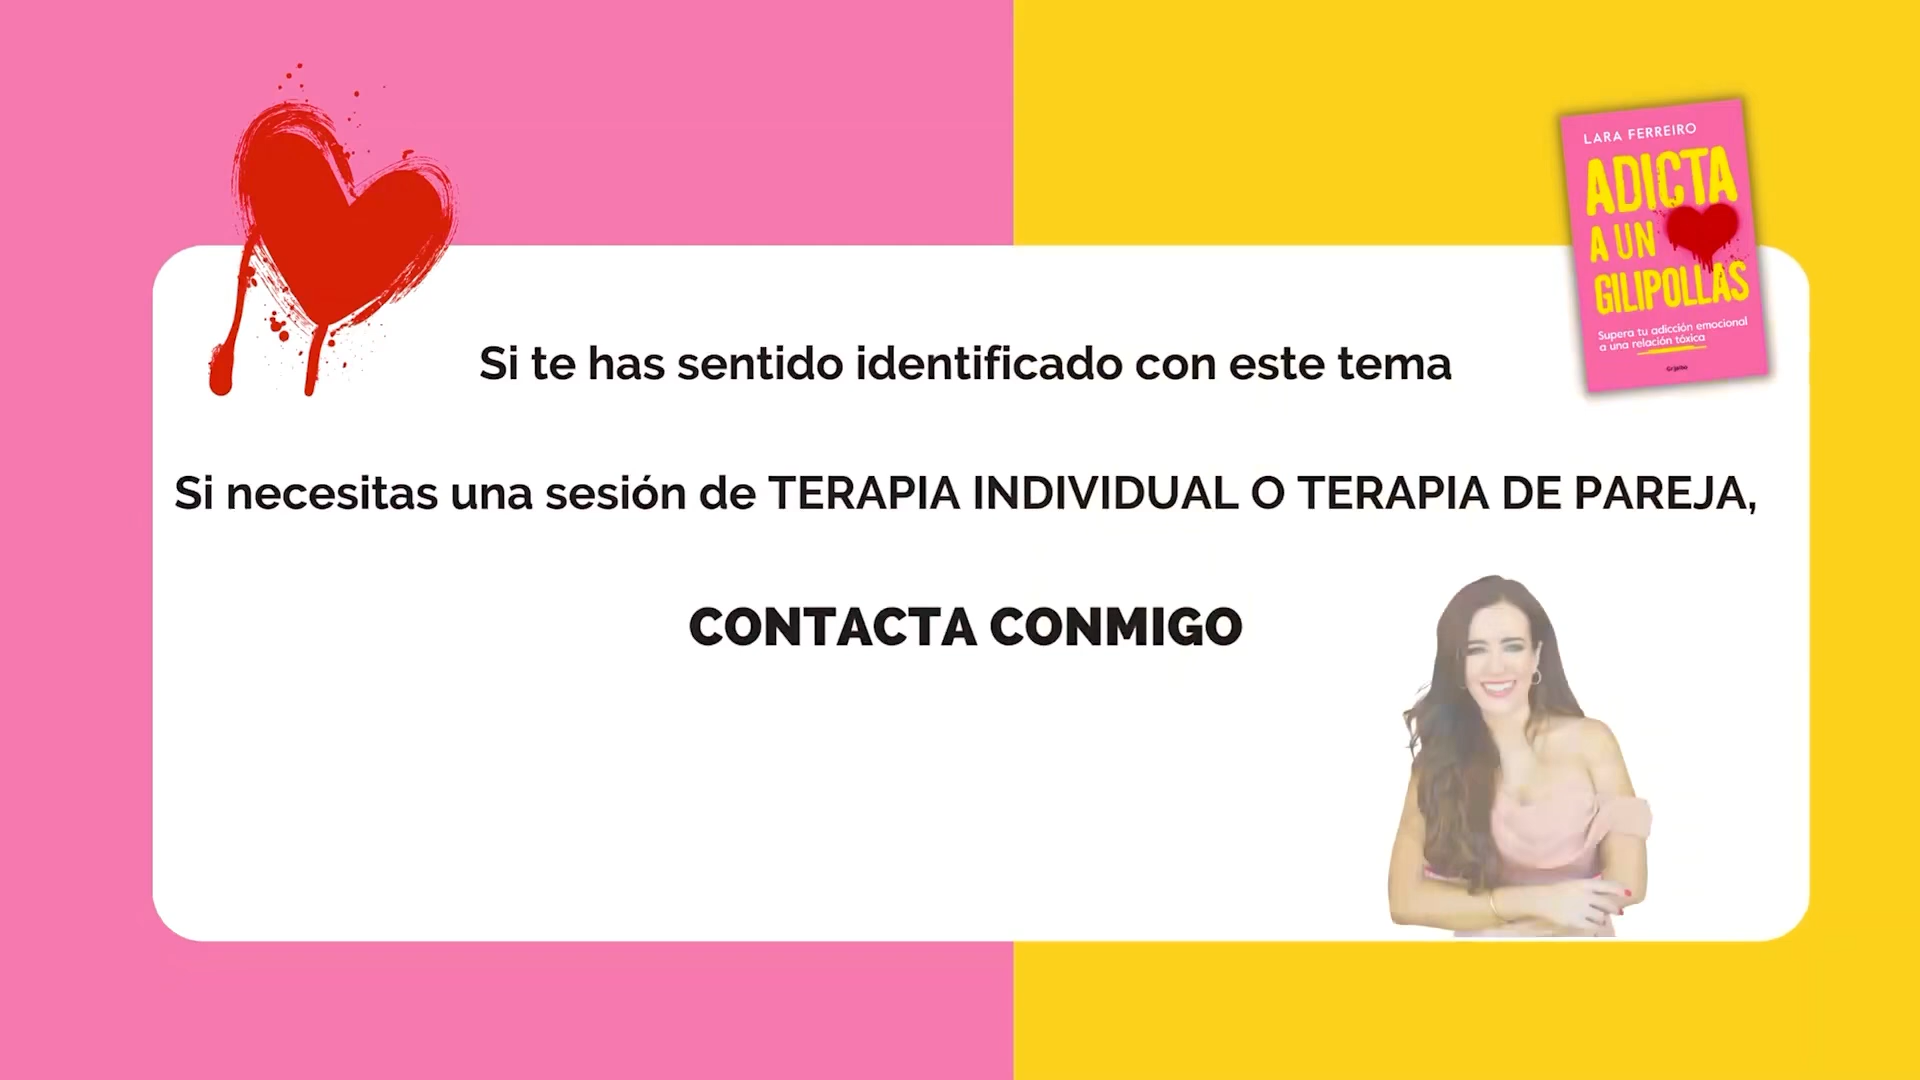 LARA FERREIRO
ADICTA
A UN
GILIPOLLAS
Supera tu adicción emocional
a una relación tóxica
Grijalbo
Si te has sentido identificado con este tema
Si necesitas una sesión de TERAPIA INDIVIDUAL O TERAPIA DE PAREJA,
CONTACTA CONMIGO